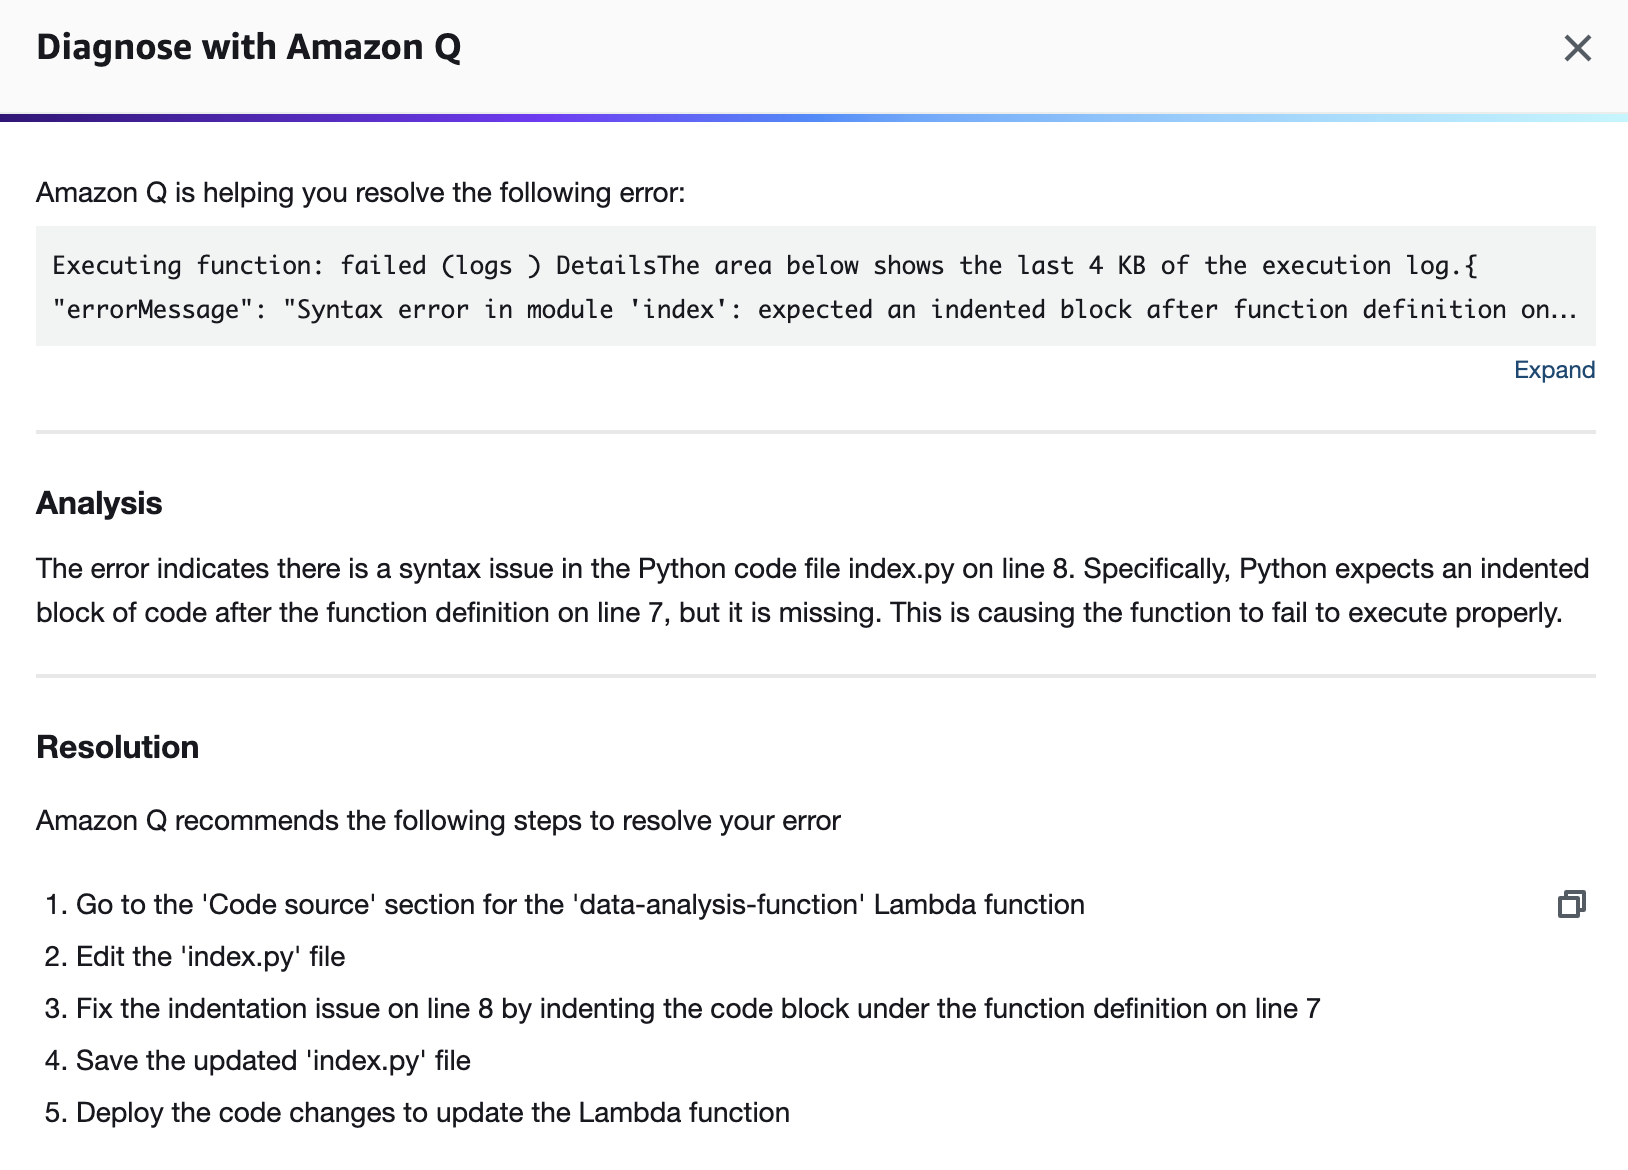 Diagnose with Amazon Q
Amazon Q is helping you resolve the following error:
Executing function: failed (logs ) DetailsThe area below shows the last 4 KB of the execution log.{
"errorMessage": "Syntax error in module 'index': expected an indented block after function definition on...
Expand
Analysis
The error indicates there is a syntax issue in the Python code file index.py on line 8. Specifically, Python expects an indented
block of code after the function definition on line 7, but it is missing. This is causing the function to fail to execute properly.
Resolution
Amazon Q recommends the following steps to resolve your error
1. Go to the 'Code source' section for the 'data-analysis-function' Lambda function
2. Edit the 'index.py' file
3. Fix the indentation issue on line 8 by indenting the code block under the function definition on line 7
4. Save the updated 'index.py' file
5. Deploy the code changes to update the Lambda function